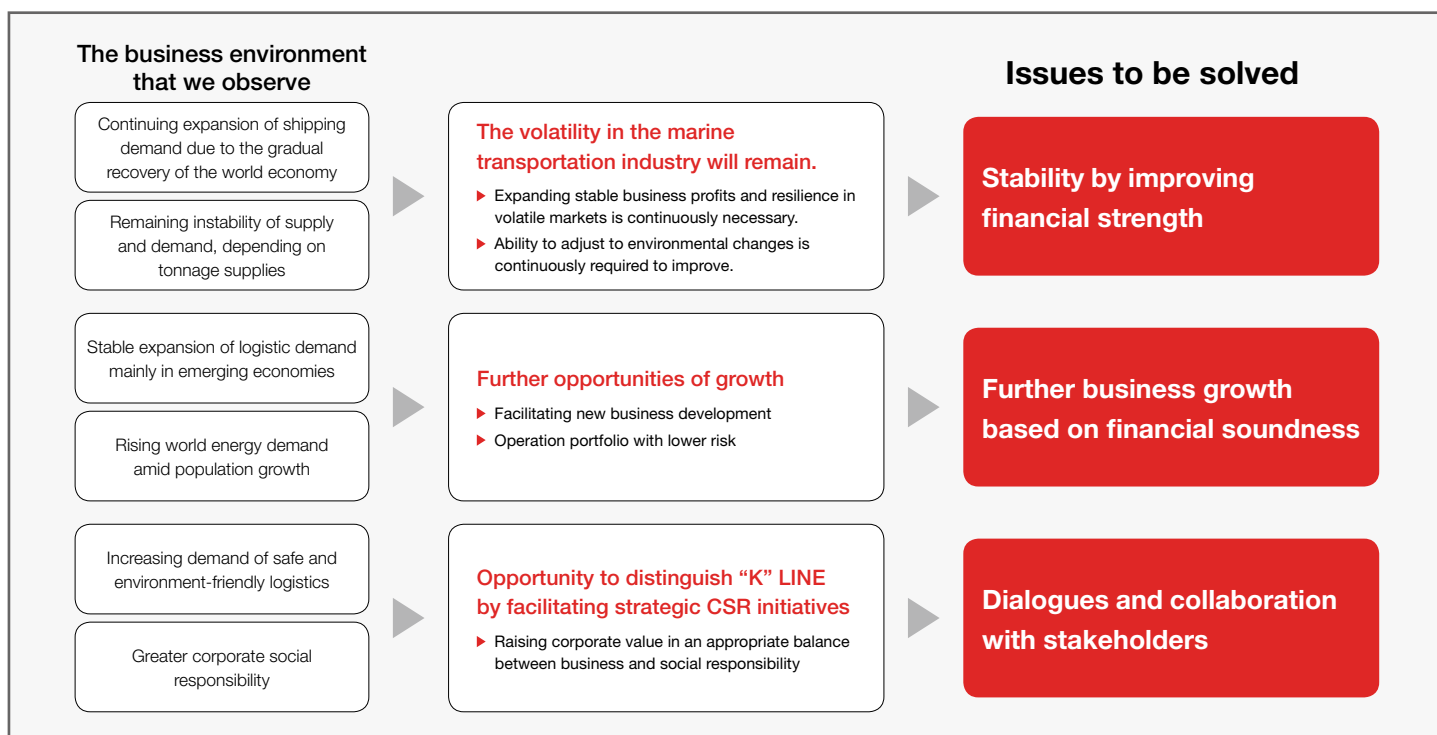 The business environment
that we observe
Issues to be solved
Continuing expansion of shipping
demand due to the gradual
recovery of the world economy
Remaining instability of supply
and demand, depending on
tonnage supplies
The volatility in the marine
transportation industry will remain.
Expanding stable business profits and resilience in
volatile markets is continuously necessary.
Ability to adjust to environmental changes is
continuously required to improve.
Stability by improving
financial strength
Stable expansion of logistic demand
mainly in emerging economies
Rising world energy demand
amid population growth
Further opportunities of growth
Facilitating new business development
Operation portfolio with lower risk
Further business growth
based on financial soundness
Increasing demand of safe and
environment-friendly logistics
Greater corporate social
responsibility
Opportunity to distinguish “K” LINE
by facilitating strategic CSR initiatives
Raising corporate value in an appropriate balance
between business and social responsibility
Dialogues and collaboration
with stakeholders